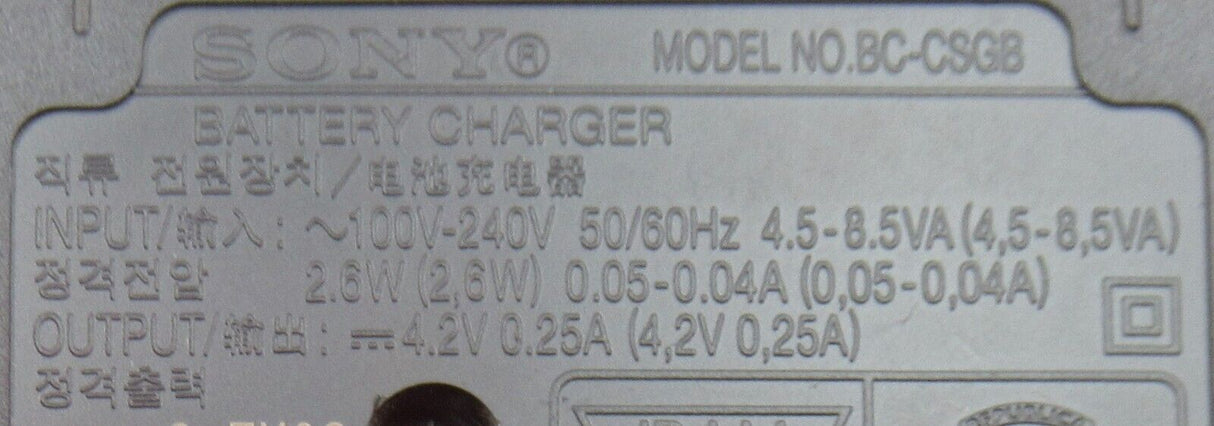 SONY® MODEL NO.BC-CSGB
BATTERY CHARGER
직류 전원장치/电池充电器
INPUT/输入: ~100V-240V 50/60Hz 4.5-8.5VA (4,5-8,5VA)
정격전압 2.6W (2,6W) 0.05-0.04A (0,05-0,04A)
OUTPUT/输出: ⎓4.2V 0.25A (4,2V 0,25A)
정격출력